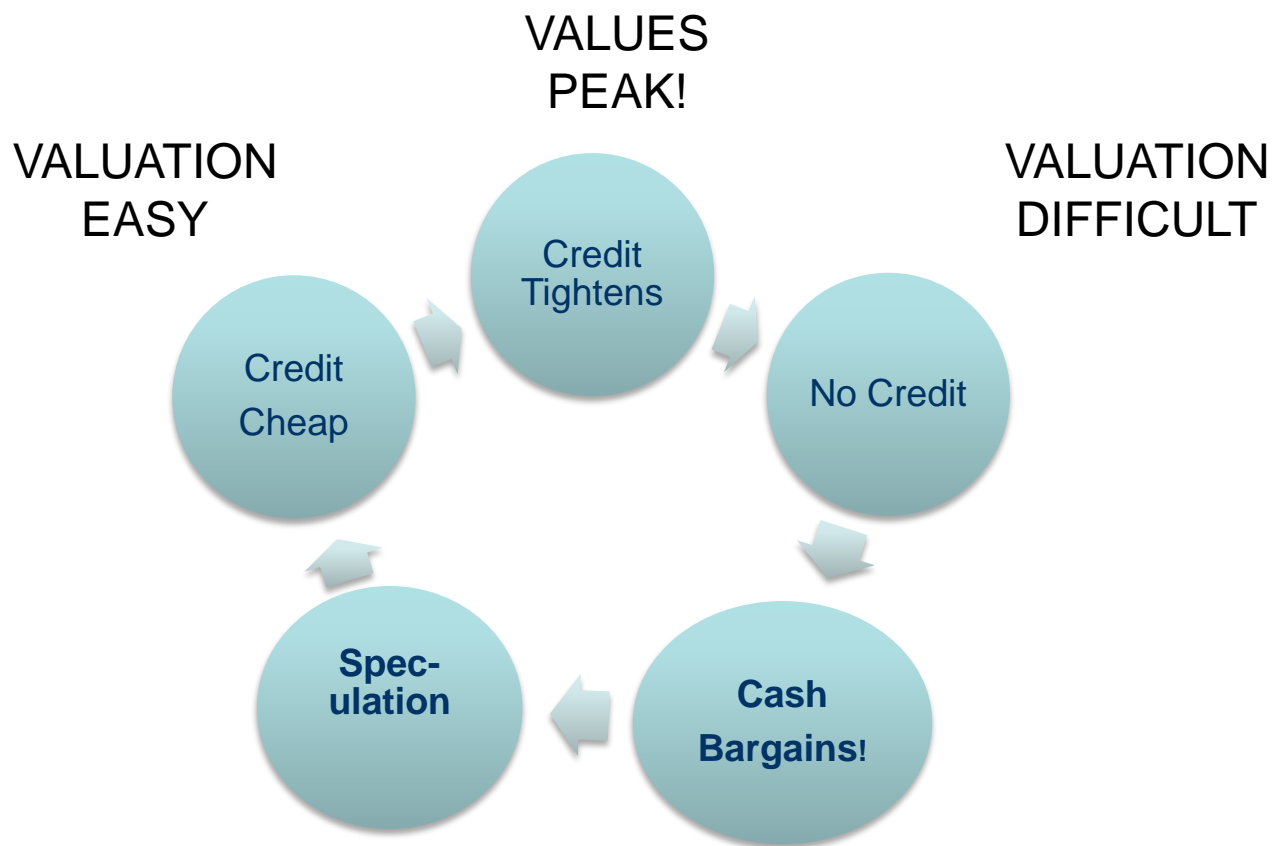 VALUES
PEAK!
VALUATION
EASY
VALUATION
DIFFICULT
Credit
Tightens
Credit
Cheap
No Credit
Spec-
ulation
Cash
Bargains!